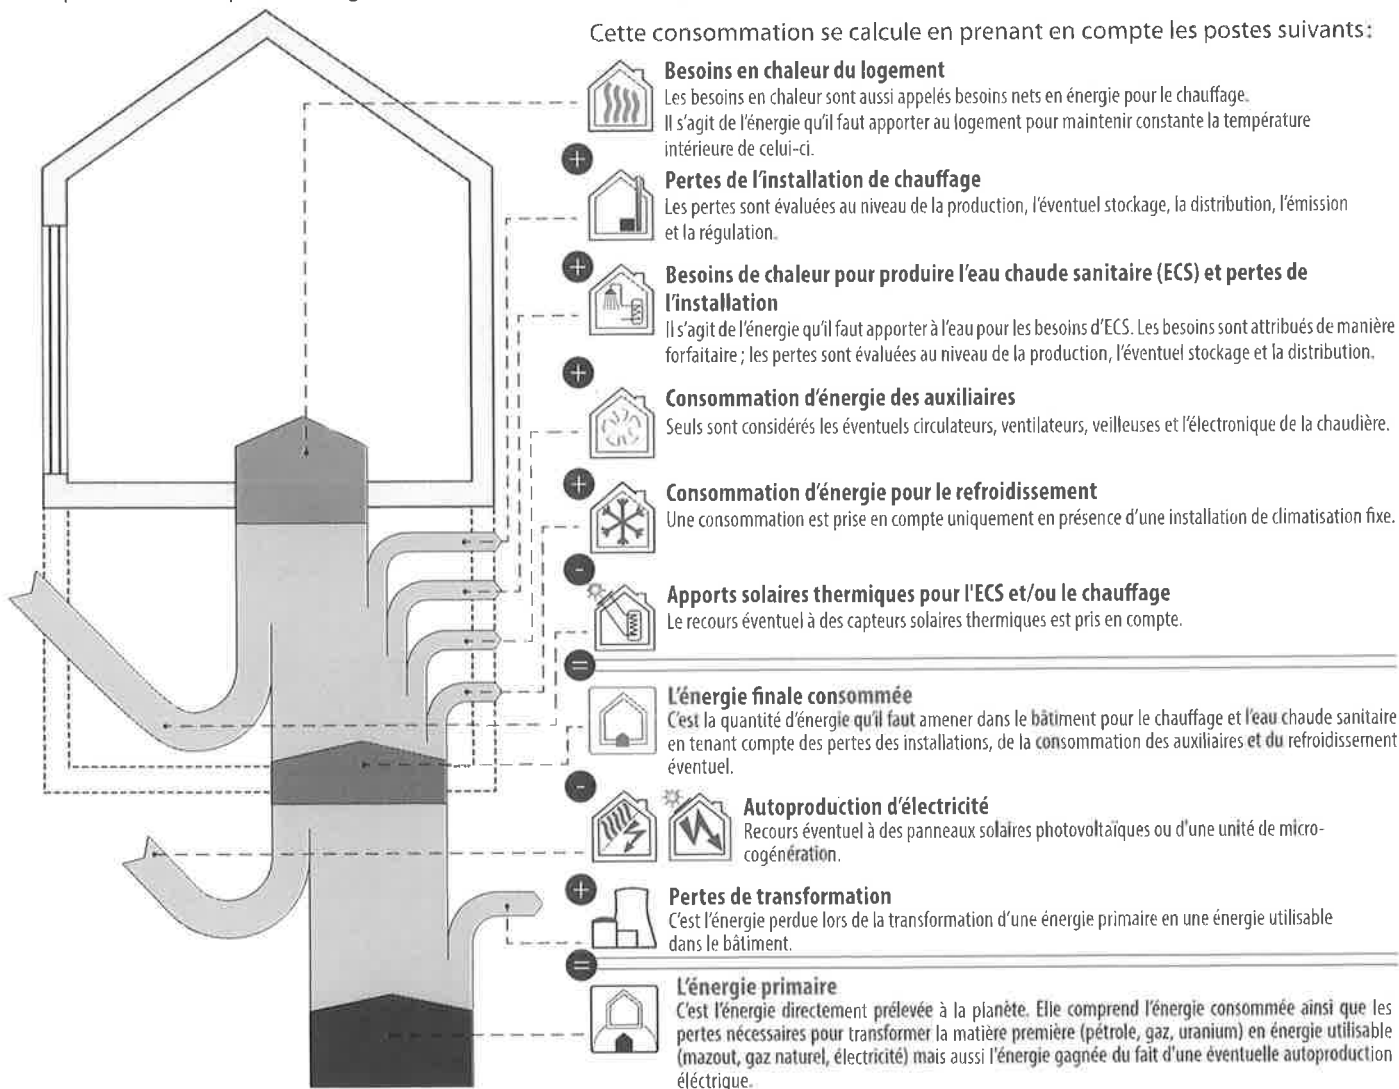 Cette consommation se calcule en prenant en compte les postes suivants:
Besoins en chaleur du logement
Les besoins en chaleur sont aussi appelés besoins nets en énergie pour le chauffage.
Il s'agit de l'énergie qu'il faut apporter au logement pour maintenir constante la température
intérieure de celui-ci.
+
Pertes de l'installation de chauffage
Les pertes sont évaluées au niveau de la production, l'éventuel stockage, la distribution, l'émission
et la régulation.
+
Besoins de chaleur pour produire l'eau chaude sanitaire (ECS) et pertes de
l'installation
Il s'agit de l'énergie qu'il faut apporter à l'eau pour les besoins d'ECS. Les besoins sont attribués de manière
forfaitaire ; les pertes sont évaluées au niveau de la production, l'éventuel stockage et la distribution.
+
Consommation d'énergie des auxiliaires
Seuls sont considérés les éventuels circulateurs, ventilateurs, veilleuses et l'électronique de la chaudière.
+
Consommation d'énergie pour le refroidissement
Une consommation est prise en compte uniquement en présence d'une installation de climatisation fixe.
-
Apports solaires thermiques pour l'ECS et/ou le chauffage
Le recours éventuel à des capteurs solaires thermiques est pris en compte.
=
L'énergie finale consommée
C'est la quantité d'énergie qu'il faut amener dans le bâtiment pour le chauffage et l'eau chaude sanitaire
en tenant compte des pertes des installations, de la consommation des auxiliaires et du refroidissement
éventuel.
-
Autoproduction d'électricité
Recours éventuel à des panneaux solaires photovoltaïques ou d'une unité de micro-
cogénération.
+
Pertes de transformation
C'est l'énergie perdue lors de la transformation d'une énergie primaire en une énergie utilisable
dans le bâtiment.
=
L'énergie primaire
C'est l'énergie directement prélevée à la planète. Elle comprend l'énergie consommée ainsi que les
pertes nécessaires pour transformer la matière première (pétrole, gaz, uranium) en énergie utilisable
(mazout, gaz naturel, électricité) mais aussi l'énergie gagnée du fait d'une éventuelle autoproduction
éléctrique.